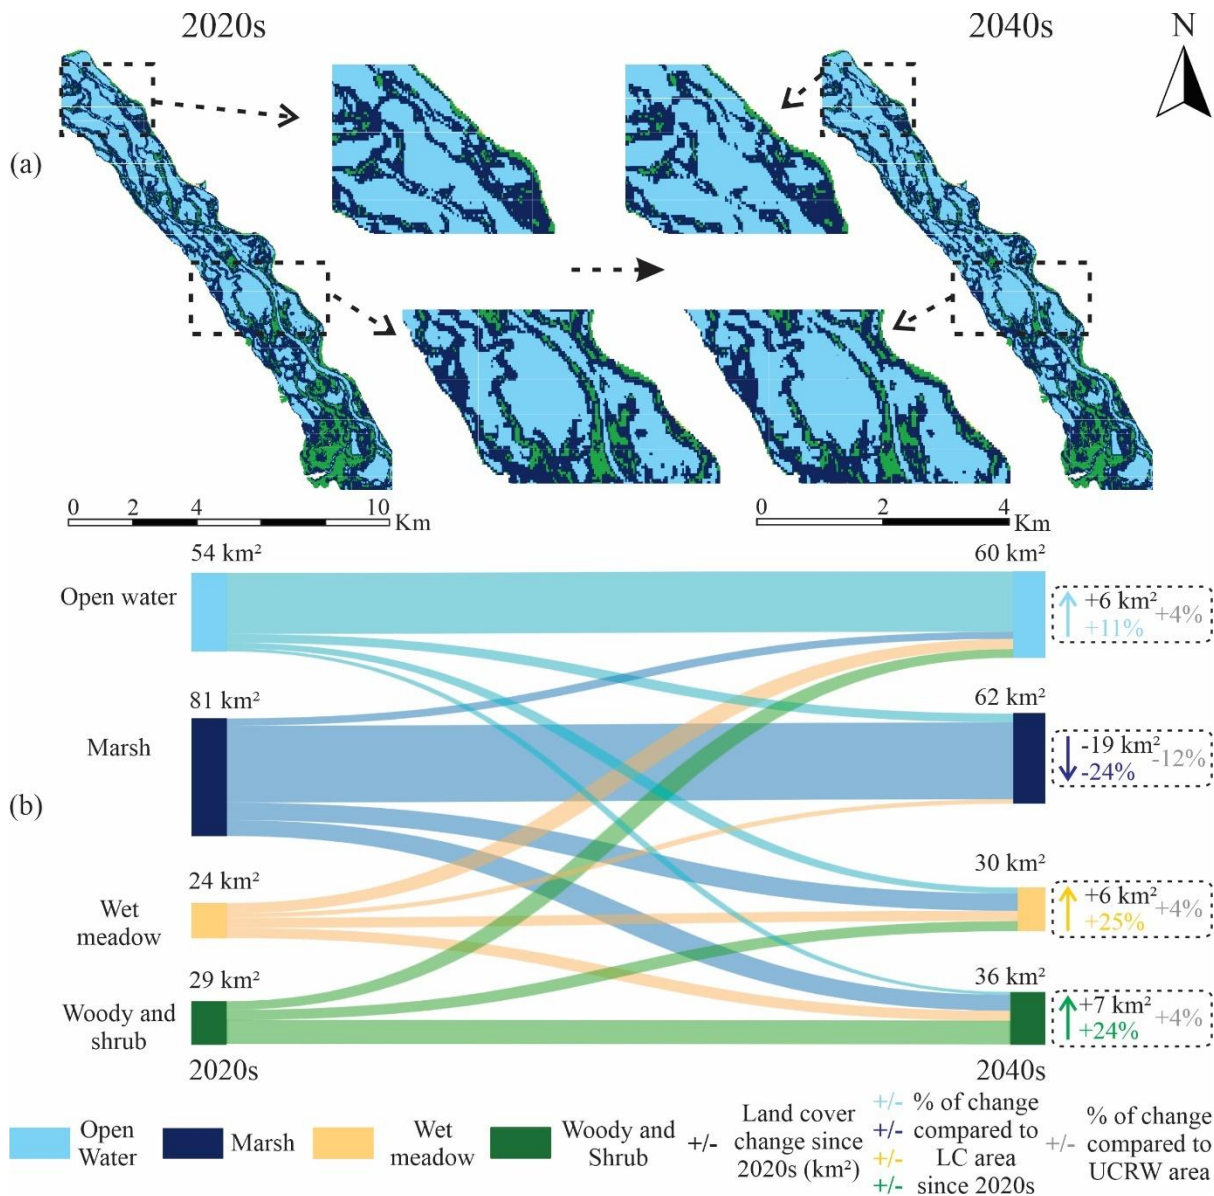 2020s
2040s
N
(a)
0 2 4 10 Km
0 2 4 Km
54 km²
60 km²
Open water
+6 km² +4%
+11%
81 km²
62 km²
Marsh
-19 km² -12%
-24%
(b)
24 km²
30 km²
Wet
meadow
+6 km² +4%
+25%
29 km²
36 km²
Woody and
shrub
+7 km² +4%
+24%
2020s
2040s
Open
Water
Marsh
Wet
meadow
Woody and
Shrub
+/-
Land cover
change since
2020s (km²)
+/- % of change
+/- compared to
+/- LC area
+/- since 2020s
+/-
% of change
compared to
UCRW area